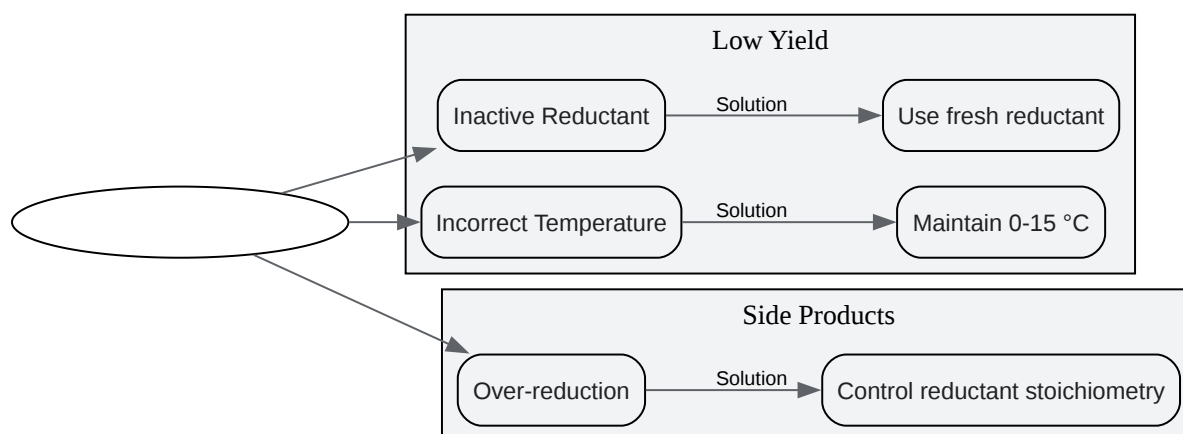 Low Yield
Inactive Reductant
Solution
Use fresh reductant
Incorrect Temperature
Solution
Maintain 0-15 °C
Side Products
Over-reduction
Solution
Control reductant stoichiometry